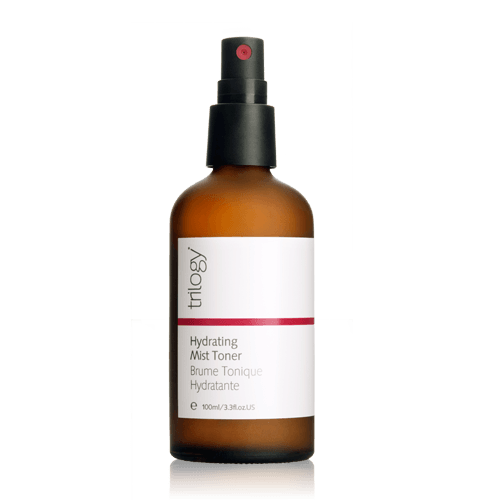 trilogy
Hydrating
Mist Toner
Brume Tonique
Hydratante
e 100ml/3.3fl.oz.US